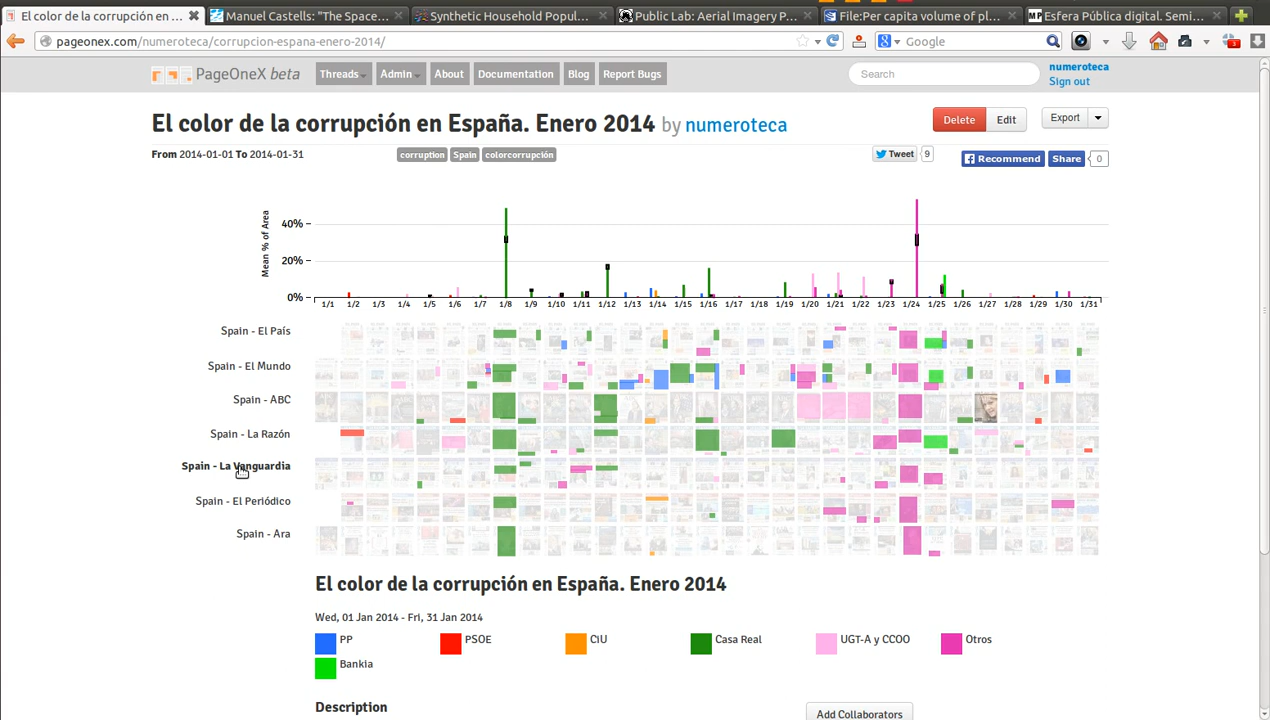 El color de la corrupción en ...
Manuel Castells: "The Space...
Synthetic Household Popul...
Public Lab: Aerial Imagery P...
File:Per capita volume of pl...
MP Esfera Pública digital. Semi...
pageonex.com/numeroteca/corrupcion-espana-enero-2014/
Google
PageOneX beta
Threads
Admin
About
Documentation
Blog
Report Bugs
Search
numeroteca
Sign out
El color de la corrupción en España. Enero 2014 by numeroteca
Delete
Edit
Export
From 2014-01-01 To 2014-01-31
corruption
Spain
colorcorrupción
Tweet
9
Recommend
Share
0
Mean % of Area
40%
20%
0%
1/1 1/2 1/3 1/4 1/5 1/6 1/7 1/8 1/9 1/10 1/11 1/12 1/13 1/14 1/15 1/16 1/17 1/18 1/19 1/20 1/21 1/22 1/23 1/24 1/25 1/26 1/27 1/28 1/29 1/30 1/31
Spain - El País
Spain - El Mundo
Spain - ABC
Spain - La Razón
Spain - La Vanguardia
Spain - El Periódico
Spain - Ara
El color de la corrupción en España. Enero 2014
Wed, 01 Jan 2014 - Fri, 31 Jan 2014
PP
PSOE
CiU
Casa Real
UGT-A y CCOO
Otros
Bankia
Description
Add Collaborators